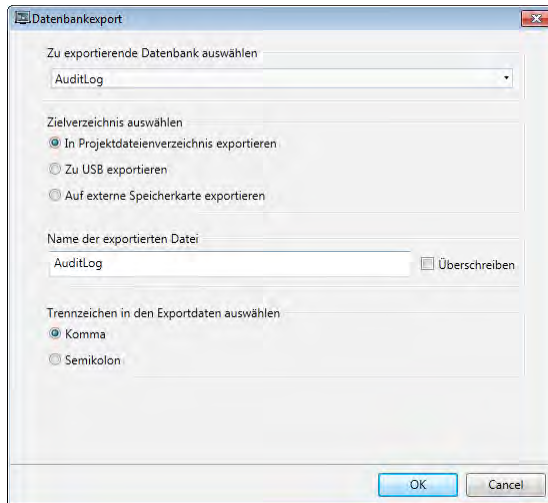 Datenbankexport
Zu exportierende Datenbank auswählen
AuditLog
Zielverzeichnis auswählen
In Projektdateienverzeichnis exportieren
Zu USB exportieren
Auf externe Speicherkarte exportieren
Name der exportierten Datei
AuditLog
Überschreiben
Trennzeichen in den Exportdaten auswählen
Komma
Semikolon
OK
Cancel